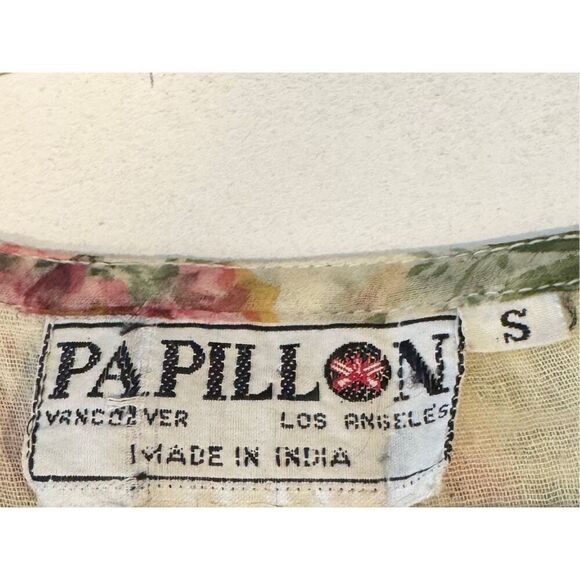 PAPILLON
VANCOUVER LOS ANGELES
MADE IN INDIA
S